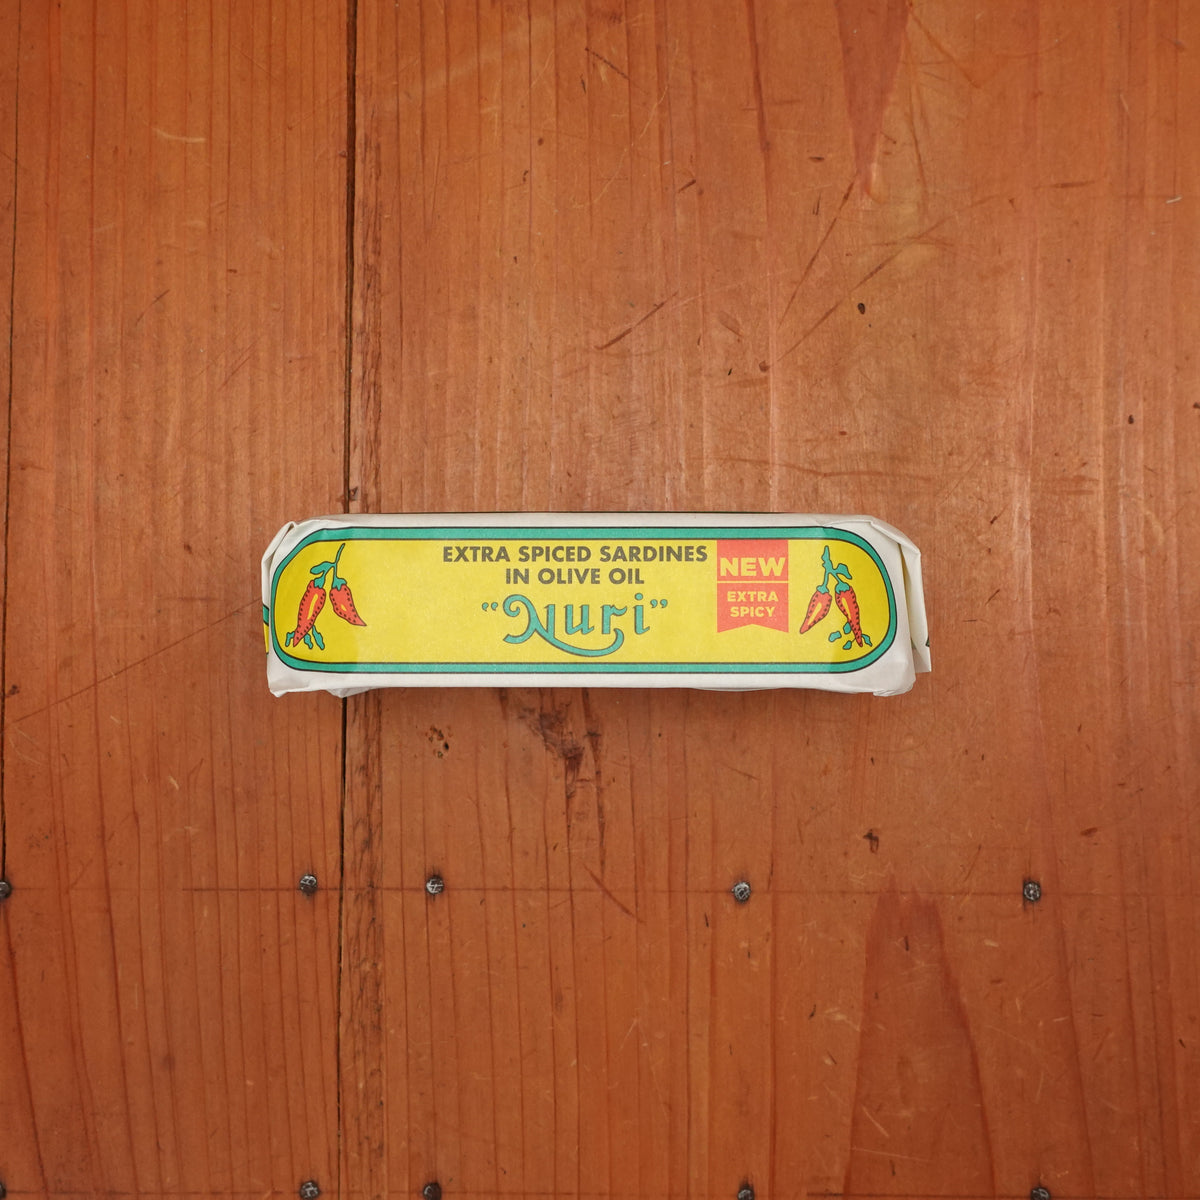 EXTRA SPICED SARDINES
IN OLIVE OIL
"Nuri"
NEW
EXTRA
SPICY